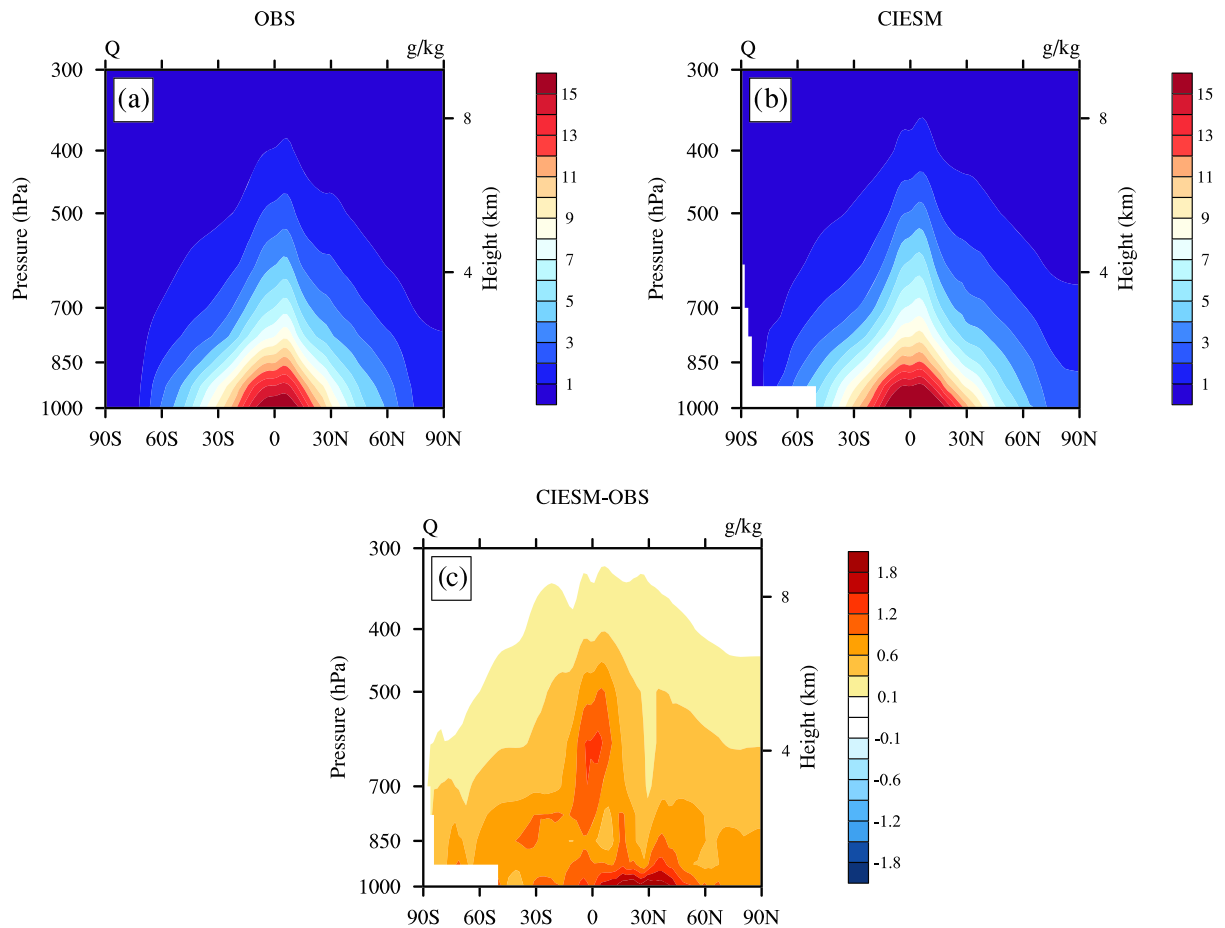 OBS
Q g/kg
(a)
300
400
500
700
850
1000
Pressure (hPa)
8
4
Height (km)
90S 60S 30S 0 30N 60N 90N
15
13
11
9
7
5
3
1
CIESM
Q g/kg
(b)
300
400
500
700
850
1000
Pressure (hPa)
8
4
Height (km)
90S 60S 30S 0 30N 60N 90N
15
13
11
9
7
5
3
1
CIESM-OBS
Q g/kg
(c)
300
400
500
700
850
1000
Pressure (hPa)
8
4
Height (km)
90S 60S 30S 0 30N 60N 90N
1.8
1.2
0.6
0.1
-0.1
-0.6
-1.2
-1.8